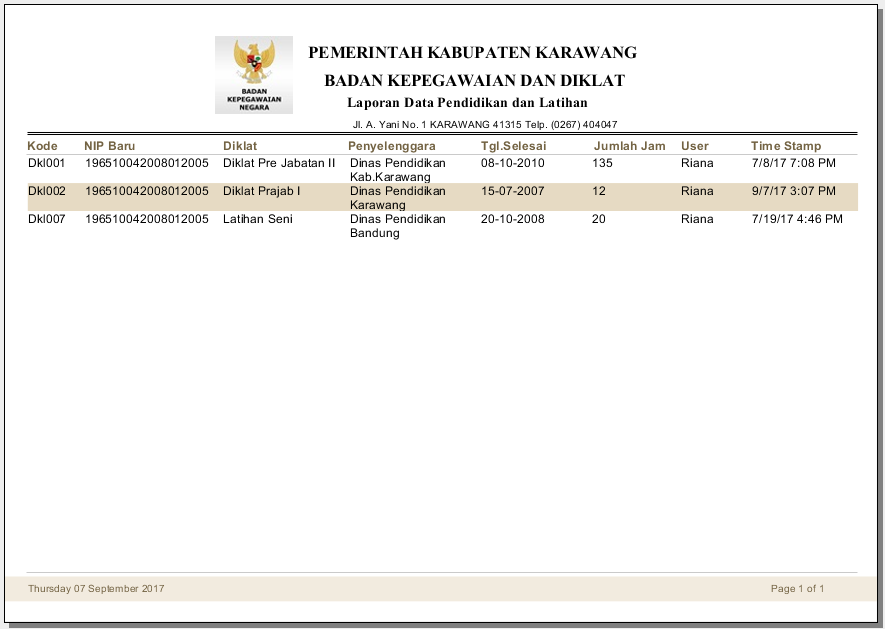 BADAN
KEPEGAWAIAN
NEGARA
PEMERINTAH KABUPATEN KARAWANG
BADAN KEPEGAWAIAN DAN DIKLAT
Laporan Data Pendidikan dan Latihan
Jl. A. Yani No. 1 KARAWANG 41315 Telp. (0267) 404047
Kode NIP Baru Diklat Penyelenggara Tgl.Selesai Jumlah Jam User Time Stamp
Dkl001 196510042008012005 Diklat Pre Jabatan II Dinas Pendidikan 08-10-2010 135 Riana 7/8/17 7:08 PM
Kab.Karawang
Dkl002 196510042008012005 Diklat Prajab I Dinas Pendidikan 15-07-2007 12 Riana 9/7/17 3:07 PM
Karawang
Dkl007 196510042008012005 Latihan Seni Dinas Pendidikan 20-10-2008 20 Riana 7/19/17 4:46 PM
Bandung
Thursday 07 September 2017 Page 1 of 1